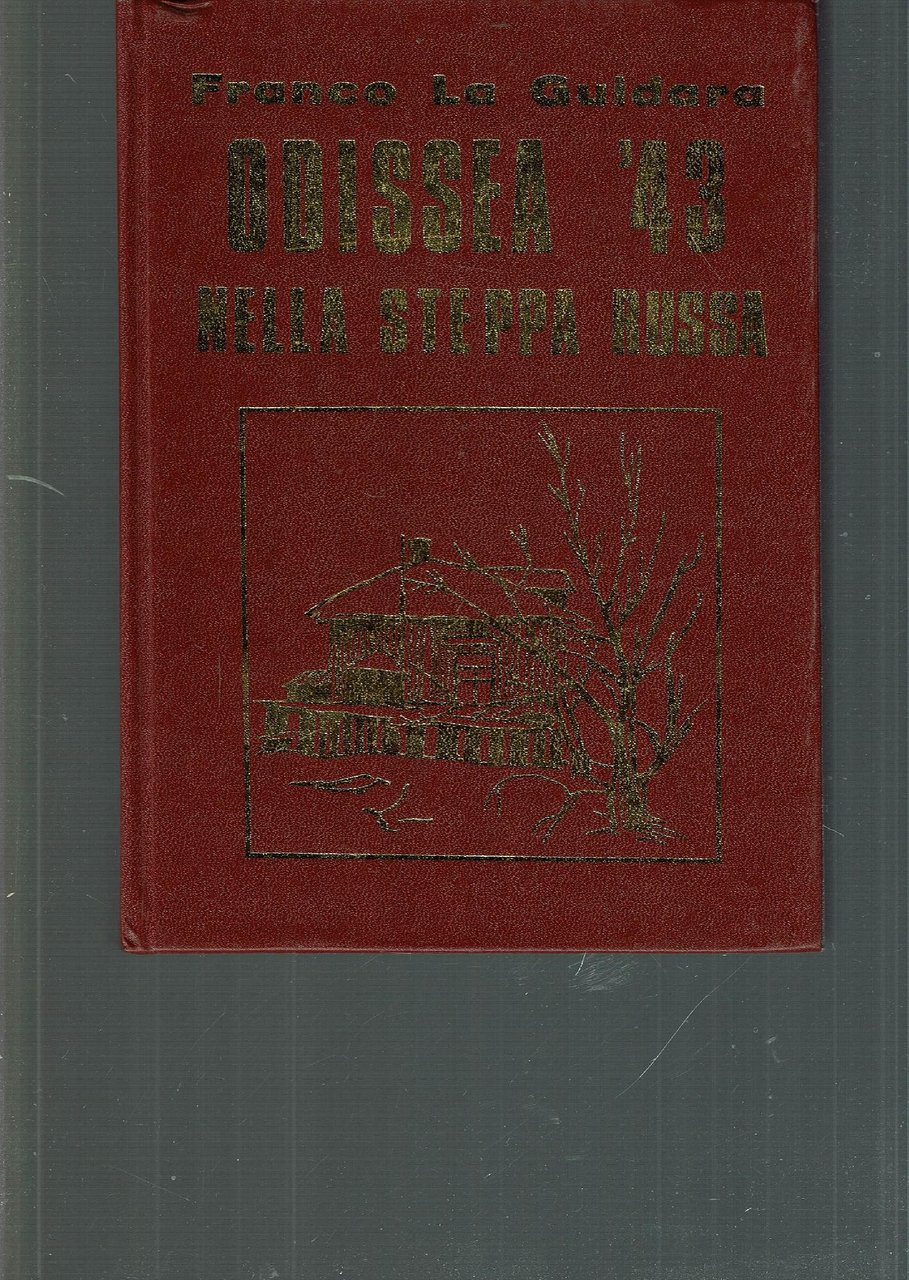 Franco La Guidara
ODISSEA '43
NELLA STEPPA RUSSA